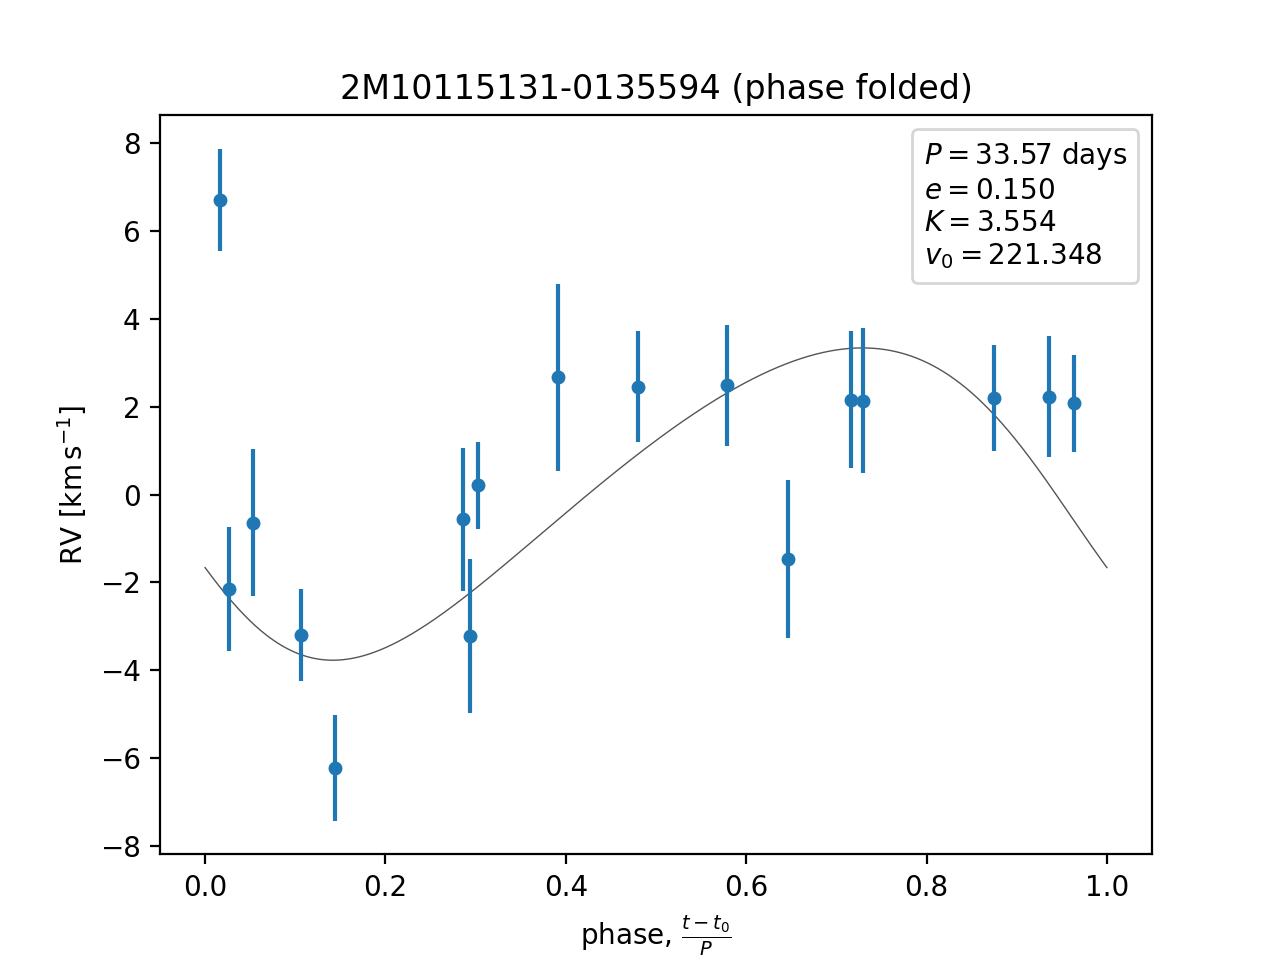 2M10115131-0135594 (phase folded)
P = 33.57 days
e = 0.150
K = 3.554
v₀ = 221.348
RV [km s⁻¹]
8
6
4
2
0
−2
−4
−6
−8
0.0 0.2 0.4 0.6 0.8 1.0
phase, (t − t₀)/P